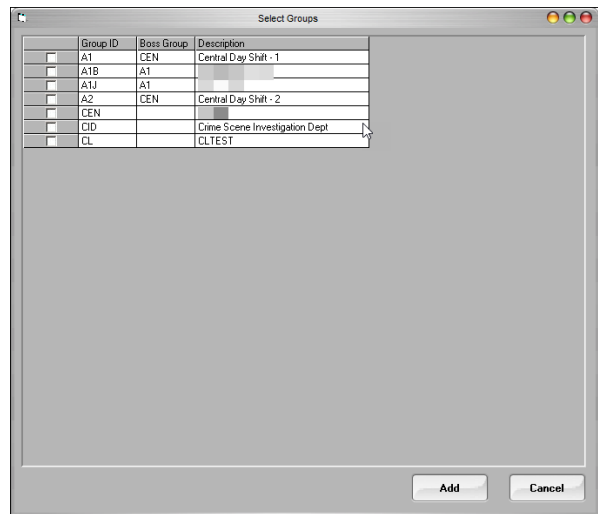 Select Groups
Group ID Boss Group Description
A1 CEN Central Day Shift - 1
A1B A1
A1J A1
A2 CEN Central Day Shift - 2
CEN
CID Crime Scene Investigation Dept
CL CLTEST
Add Cancel